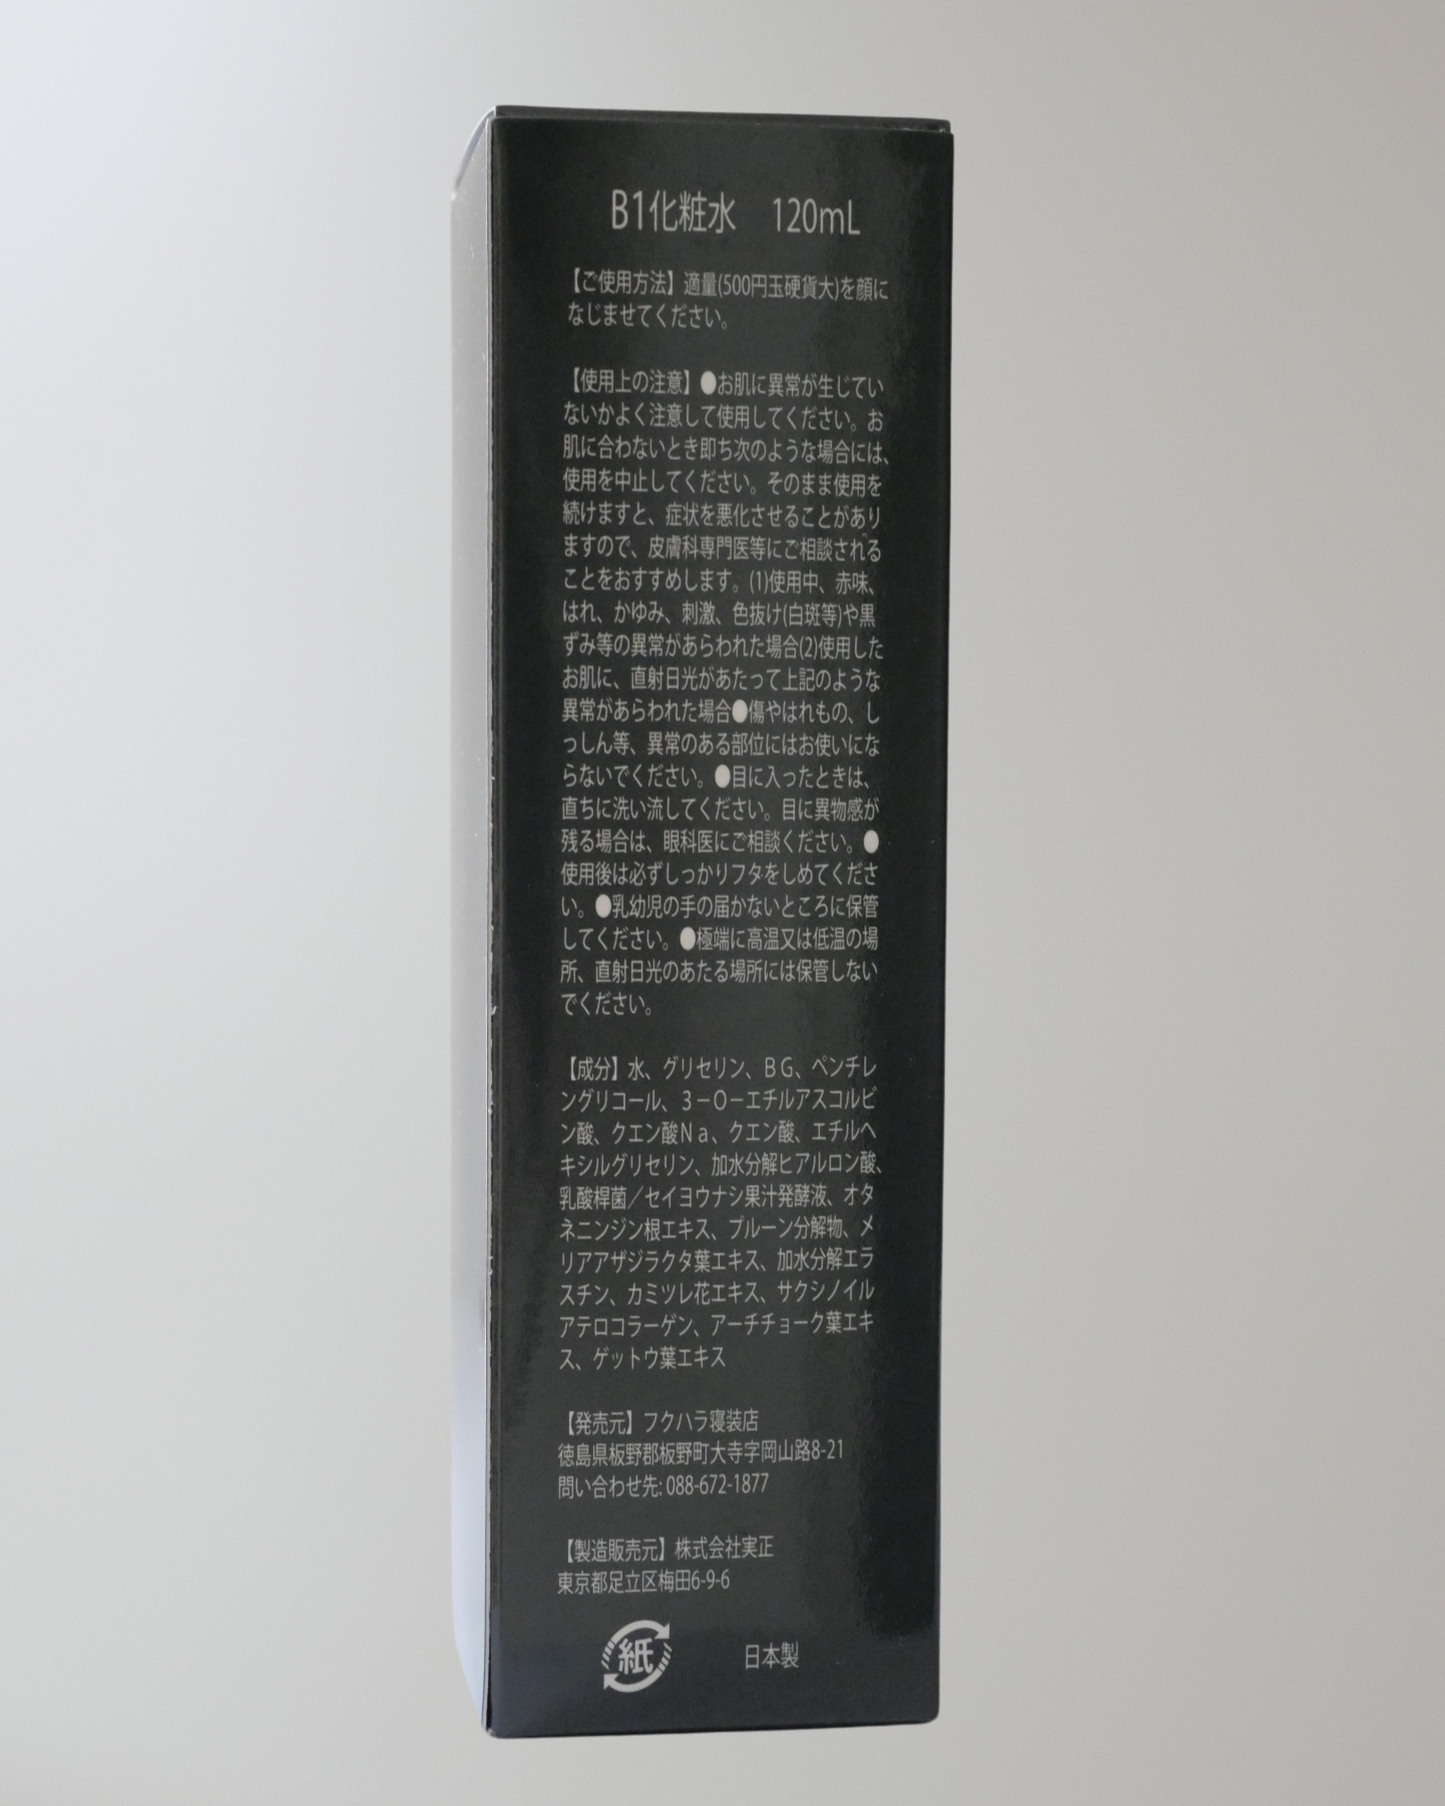 B1化粧水　120mL
【ご使用方法】適量(500円玉硬貨大)を顔に
なじませてください。
【使用上の注意】●お肌に異常が生じてい
ないかよく注意して使用してください。お
肌に合わないとき即ち次のような場合には、
使用を中止してください。そのまま使用を
続けますと、症状を悪化させることがあり
ますので、皮膚科専門医等にご相談される
ことをおすすめします。(1)使用中、赤味、
はれ、かゆみ、刺激、色抜け(白斑等)や黒
ずみ等の異常があらわれた場合(2)使用した
お肌に、直射日光があたって上記のような
異常があらわれた場合●傷やはれもの、し
っしん等、異常のある部位にはお使いにな
らないでください。●目に入ったときは、
直ちに洗い流してください。目に異物感が
残る場合は、眼科医にご相談ください。●
使用後は必ずしっかりフタをしめてくださ
い。●乳幼児の手の届かないところに保管
してください。●極端に高温又は低温の場
所、直射日光のあたる場所には保管しない
でください。
【成分】水、グリセリン、ＢＧ、ペンチレ
ングリコール、３－Ｏ－エチルアスコルビ
ン酸、クエン酸Ｎａ、クエン酸、エチルヘ
キシルグリセリン、加水分解ヒアルロン酸、
乳酸桿菌／セイヨウナシ果汁発酵液、オタ
ネニンジン根エキス、プルーン分解物、メ
リアアザジラクタ葉エキス、加水分解エラ
スチン、カミツレ花エキス、サクシノイル
アテロコラーゲン、アーチチョーク葉エキ
ス、ゲットウ葉エキス
【発売元】フクハラ寝装店
徳島県板野郡板野町大寺字岡山路8-21
問い合わせ先: 088-672-1877
【製造販売元】株式会社実正
東京都足立区梅田6-9-6
紙　日本製